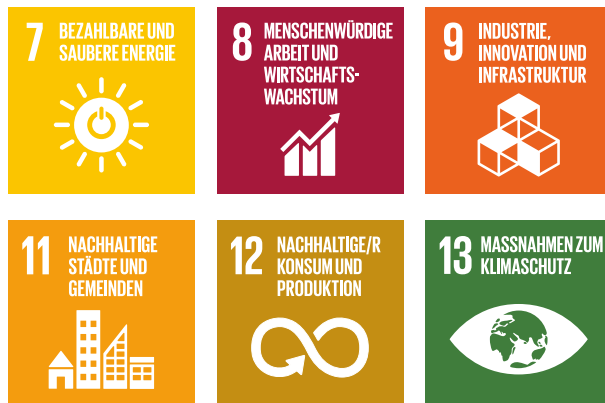 7 BEZAHLBARE UND
SAUBERE ENERGIE
8 MENSCHENWÜRDIGE
ARBEIT UND
WIRTSCHAFTS-
WACHSTUM
9 INDUSTRIE,
INNOVATION UND
INFRASTRUKTUR
11 NACHHALTIGE
STÄDTE UND
GEMEINDEN
12 NACHHALTIGE/R
KONSUM UND
PRODUKTION
13 MASSNAHMEN ZUM
KLIMASCHUTZ